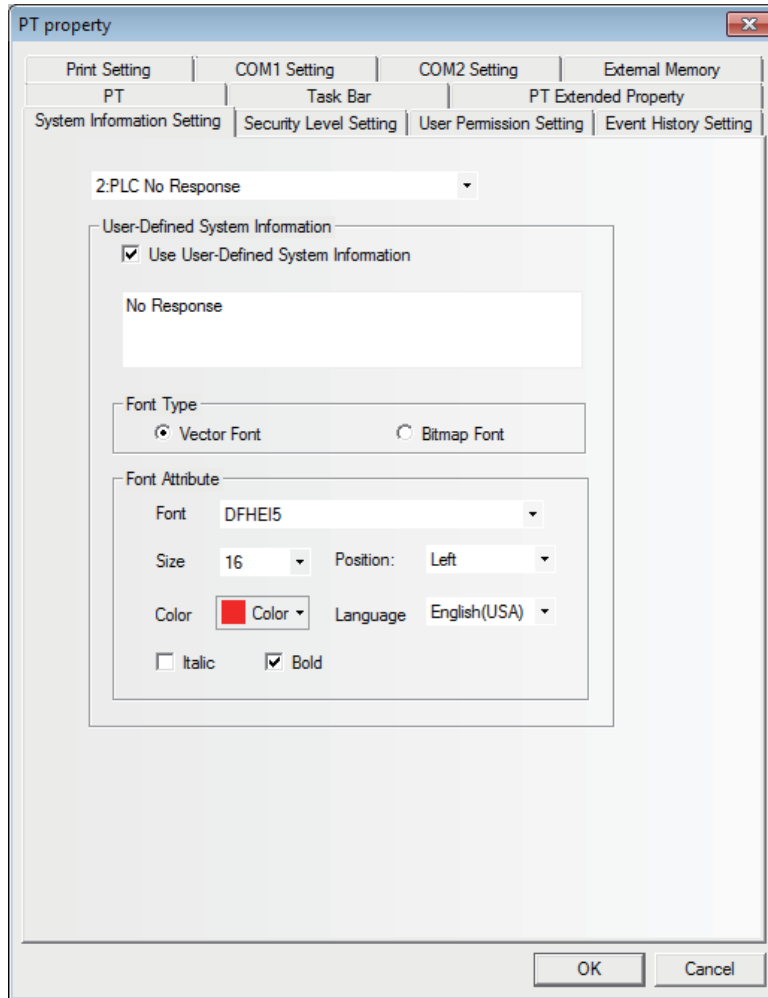 PT property
Print Setting COM1 Setting COM2 Setting External Memory
PT Task Bar PT Extended Property
System Information Setting Security Level Setting User Permission Setting Event History Setting
2:PLC No Response
User-Defined System Information
Use User-Defined System Information
No Response
Font Type
Vector Font Bitmap Font
Font Attribute
Font DFHEI5
Size 16 Position: Left
Color Color Language English(USA)
Italic Bold
OK Cancel